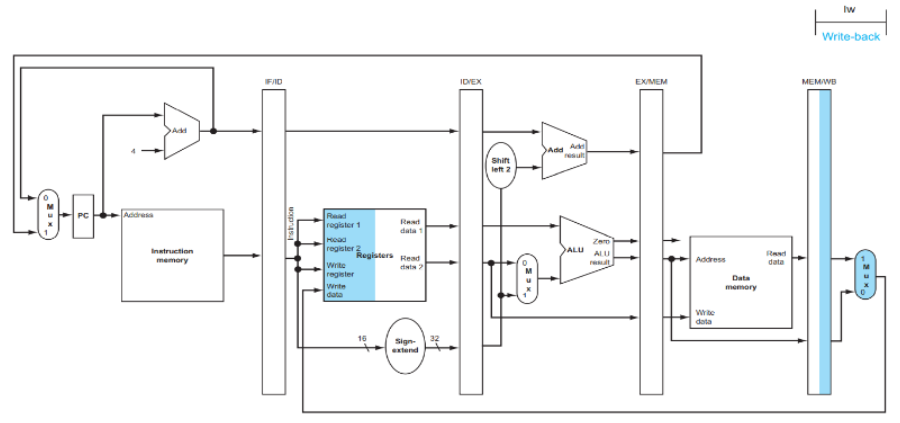 lw
Write-back
IF/ID
ID/EX
EX/MEM
MEM/WB
Add
4
Shift
left 2
Add
Add
result
0
M
u
x
1
PC
Address
Instruction
memory
Instruction
Read
register 1
Read
register 2
Registers
Write
register
Write
data
Read
data 1
Read
data 2
16
Sign-
extend
32
0
M
u
x
1
Zero
ALU
ALU
result
Address
Read
data
Data
memory
Write
data
1
M
u
x
0